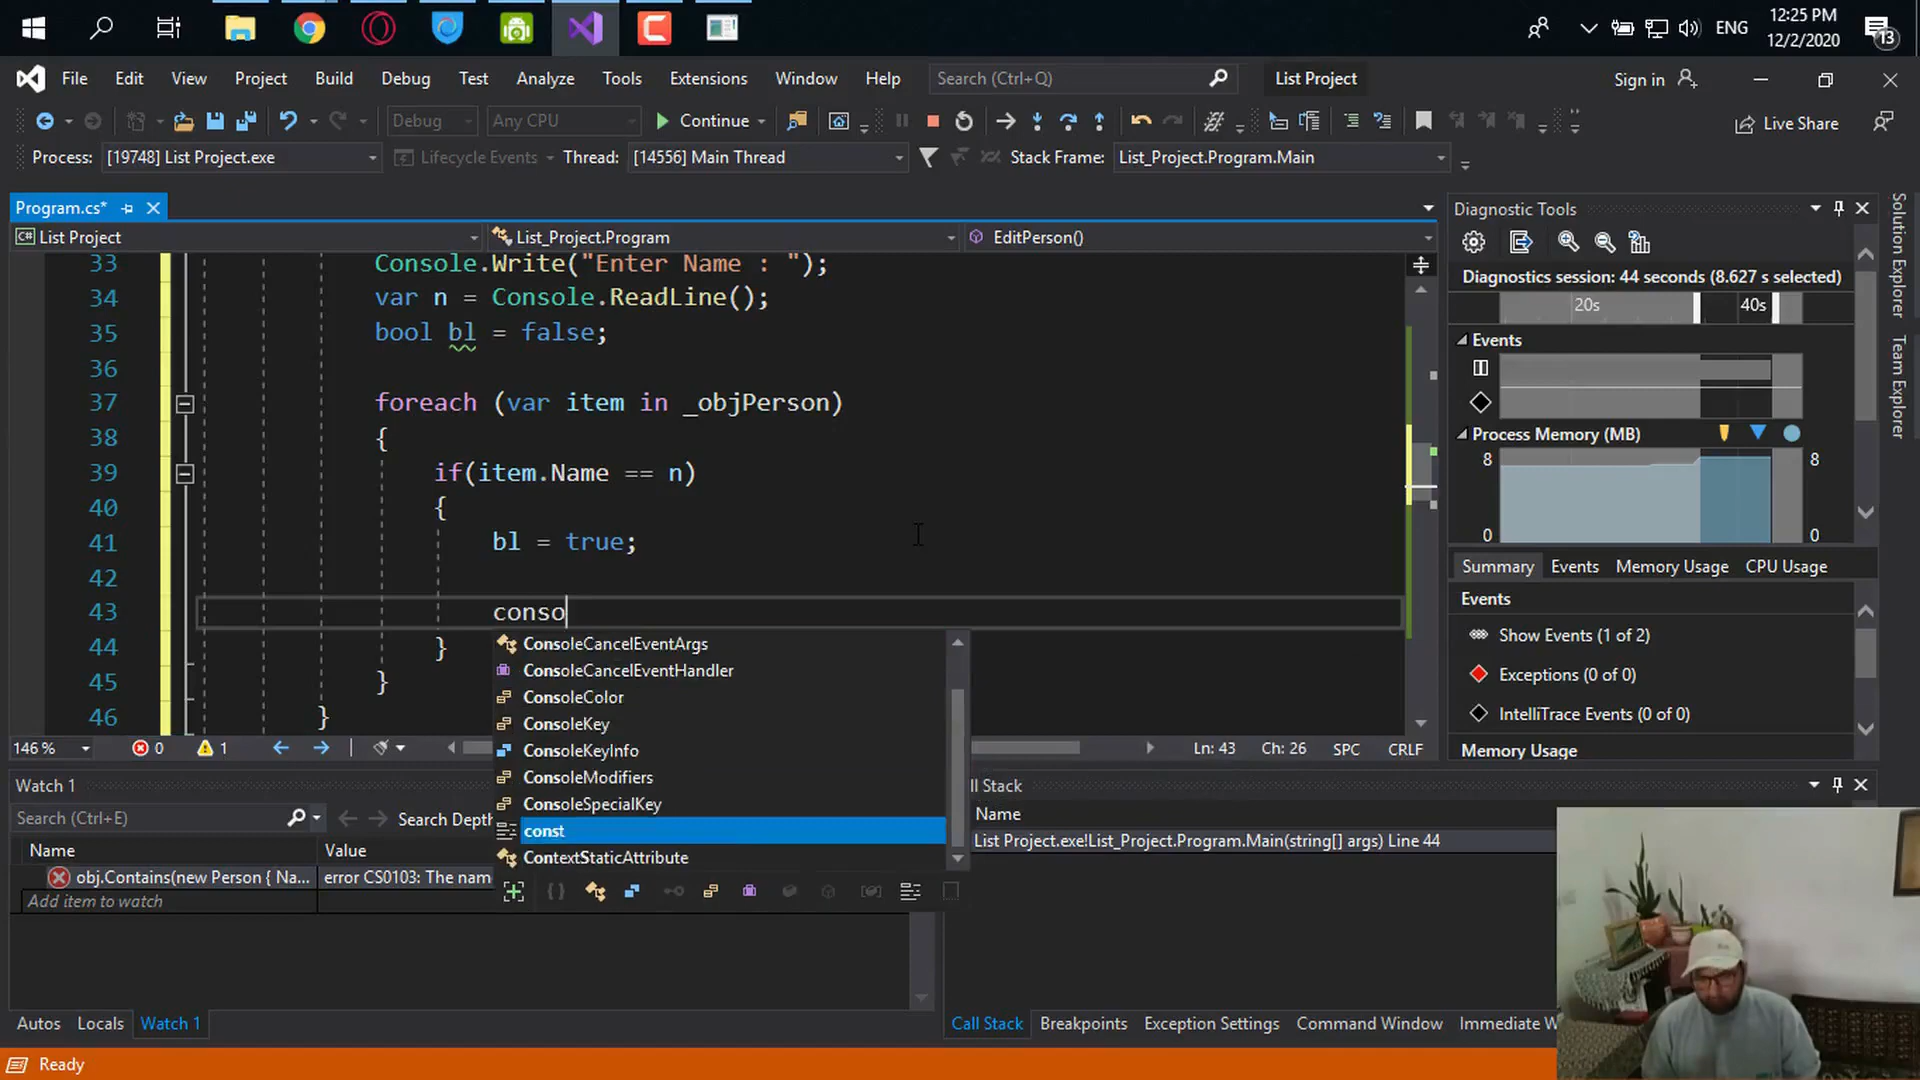 ENG
12:25 PM
12/2/2020
13
File Edit View Project Build Debug Test Analyze Tools Extensions Window Help
Search (Ctrl+Q)
List Project
Sign in
Debug
Any CPU
Continue
Live Share
Process: [19748] List Project.exe
Lifecycle Events
Thread: [14556] Main Thread
Stack Frame: List_Project.Program.Main
Program.cs*
List Project
List_Project.Program
EditPerson()
33 Console.Write("Enter Name : ");
34 var n = Console.ReadLine();
35 bool bl = false;
36
37 foreach (var item in _objPerson)
38 {
39 if(item.Name == n)
40 {
41 bl = true;
42
43 conso
44 }
45 }
46 }
ConsoleCancelEventArgs
ConsoleCancelEventHandler
ConsoleColor
ConsoleKey
ConsoleKeyInfo
ConsoleModifiers
ConsoleSpecialKey
const
ContextStaticAttribute
146 %
0
1
Ln: 43 Ch: 26 SPC CRLF
Diagnostic Tools
Diagnostics session: 44 seconds (8.627 s selected)
20s 40s
Events
Process Memory (MB)
8 8
0 0
Summary Events Memory Usage CPU Usage
Events
Show Events (1 of 2)
Exceptions (0 of 0)
IntelliTrace Events (0 of 0)
Memory Usage
Solution Explorer
Team Explorer
Watch 1
Search (Ctrl+E)
Search Depth
Name Value
obj.Contains(new Person { Na... error CS0103: The nam
Add item to watch
Autos Locals Watch 1
ll Stack
Name
List Project.exe!List_Project.Program.Main(string[] args) Line 44
Call Stack Breakpoints Exception Settings Command Window Immediate W
Ready